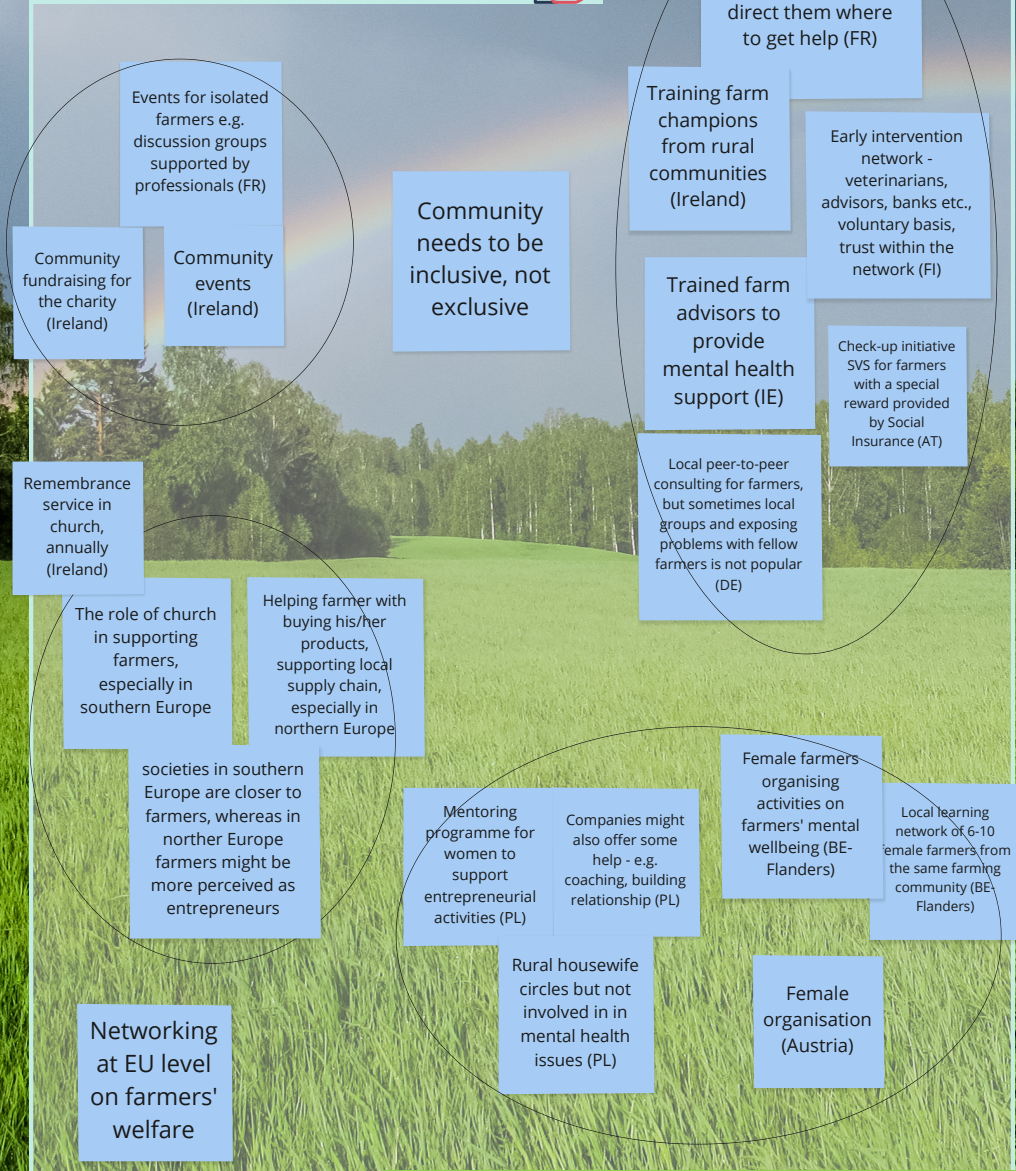 direct them where
to get help (FR)
Events for isolated
farmers e.g.
discussion groups
supported by
professionals (FR)
Community
fundraising for
the charity
(Ireland)
Community
events
(Ireland)
Community
needs to be
inclusive, not
exclusive
Training farm
champions
from rural
communities
(Ireland)
Early intervention
network -
veterinarians,
advisors, banks etc.,
voluntary basis,
trust within the
network (FI)
Trained farm
advisors to
provide
mental health
support (IE)
Check-up initiative
SVS for farmers
with a special
reward provided
by Social
Insurance (AT)
Local peer-to-peer
consulting for farmers,
but sometimes local
groups and exposing
problems with fellow
farmers is not popular
(DE)
Remembrance
service in
church,
annually
(Ireland)
The role of church
in supporting
farmers,
especially in
southern Europe
Helping farmer with
buying his/her
products,
supporting local
supply chain,
especially in
northern Europe
societies in southern
Europe are closer to
farmers, whereas in
norther Europe
farmers might be
more perceived as
entrepreneurs
Mentoring
programme for
women to
support
entrepreneurial
activities (PL)
Companies might
also offer some
help - e.g.
coaching, building
relationship (PL)
Female farmers
organising
activities on
farmers' mental
wellbeing (BE-
Flanders)
Local learning
network of 6-10
female farmers from
the same farming
community (BE-
Flanders)
Rural housewife
circles but not
involved in in
mental health
issues (PL)
Female
organisation
(Austria)
Networking
at EU level
on farmers'
welfare